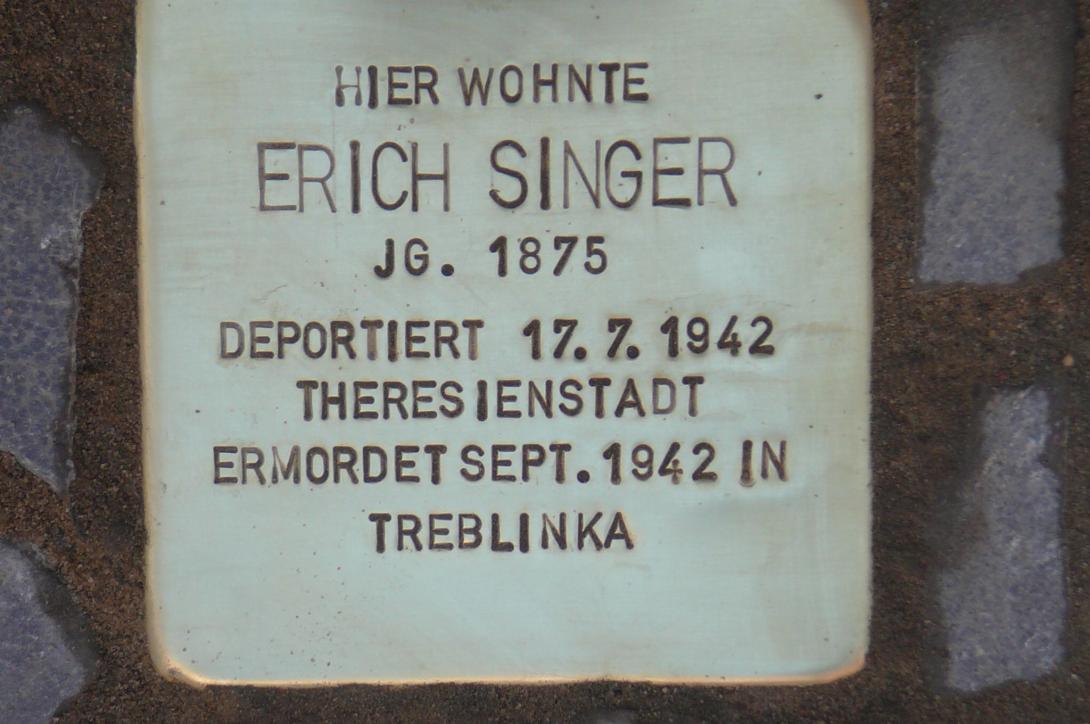 HIER WOHNTE
ERICH SINGER
JG. 1875
DEPORTIERT 17.7.1942
THERESIENSTADT
ERMORDET SEPT. 1942 IN
TREBLINKA